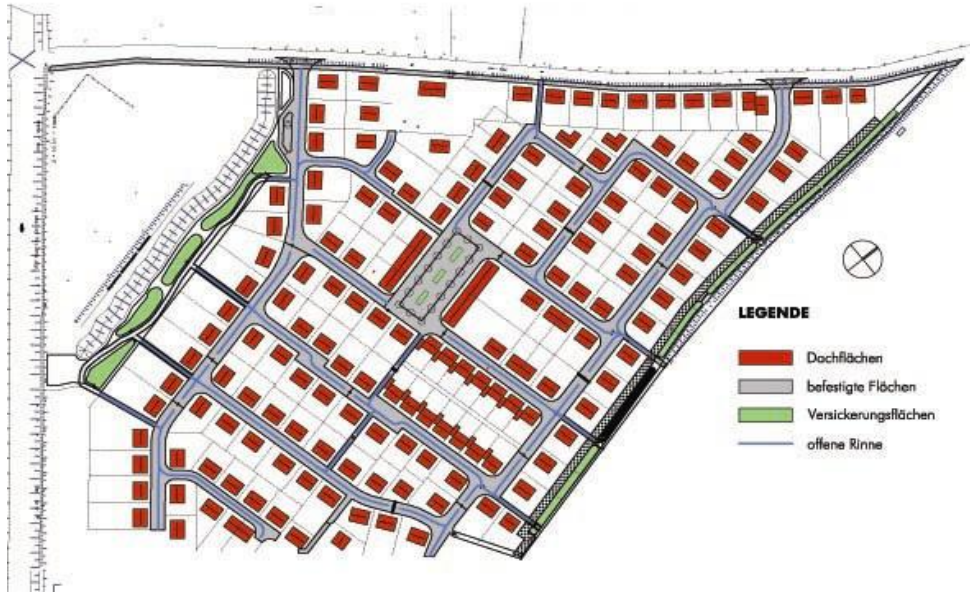 LEGENDE
Dachflächen
befestigte Flächen
Versickerungsflächen
offene Rinne